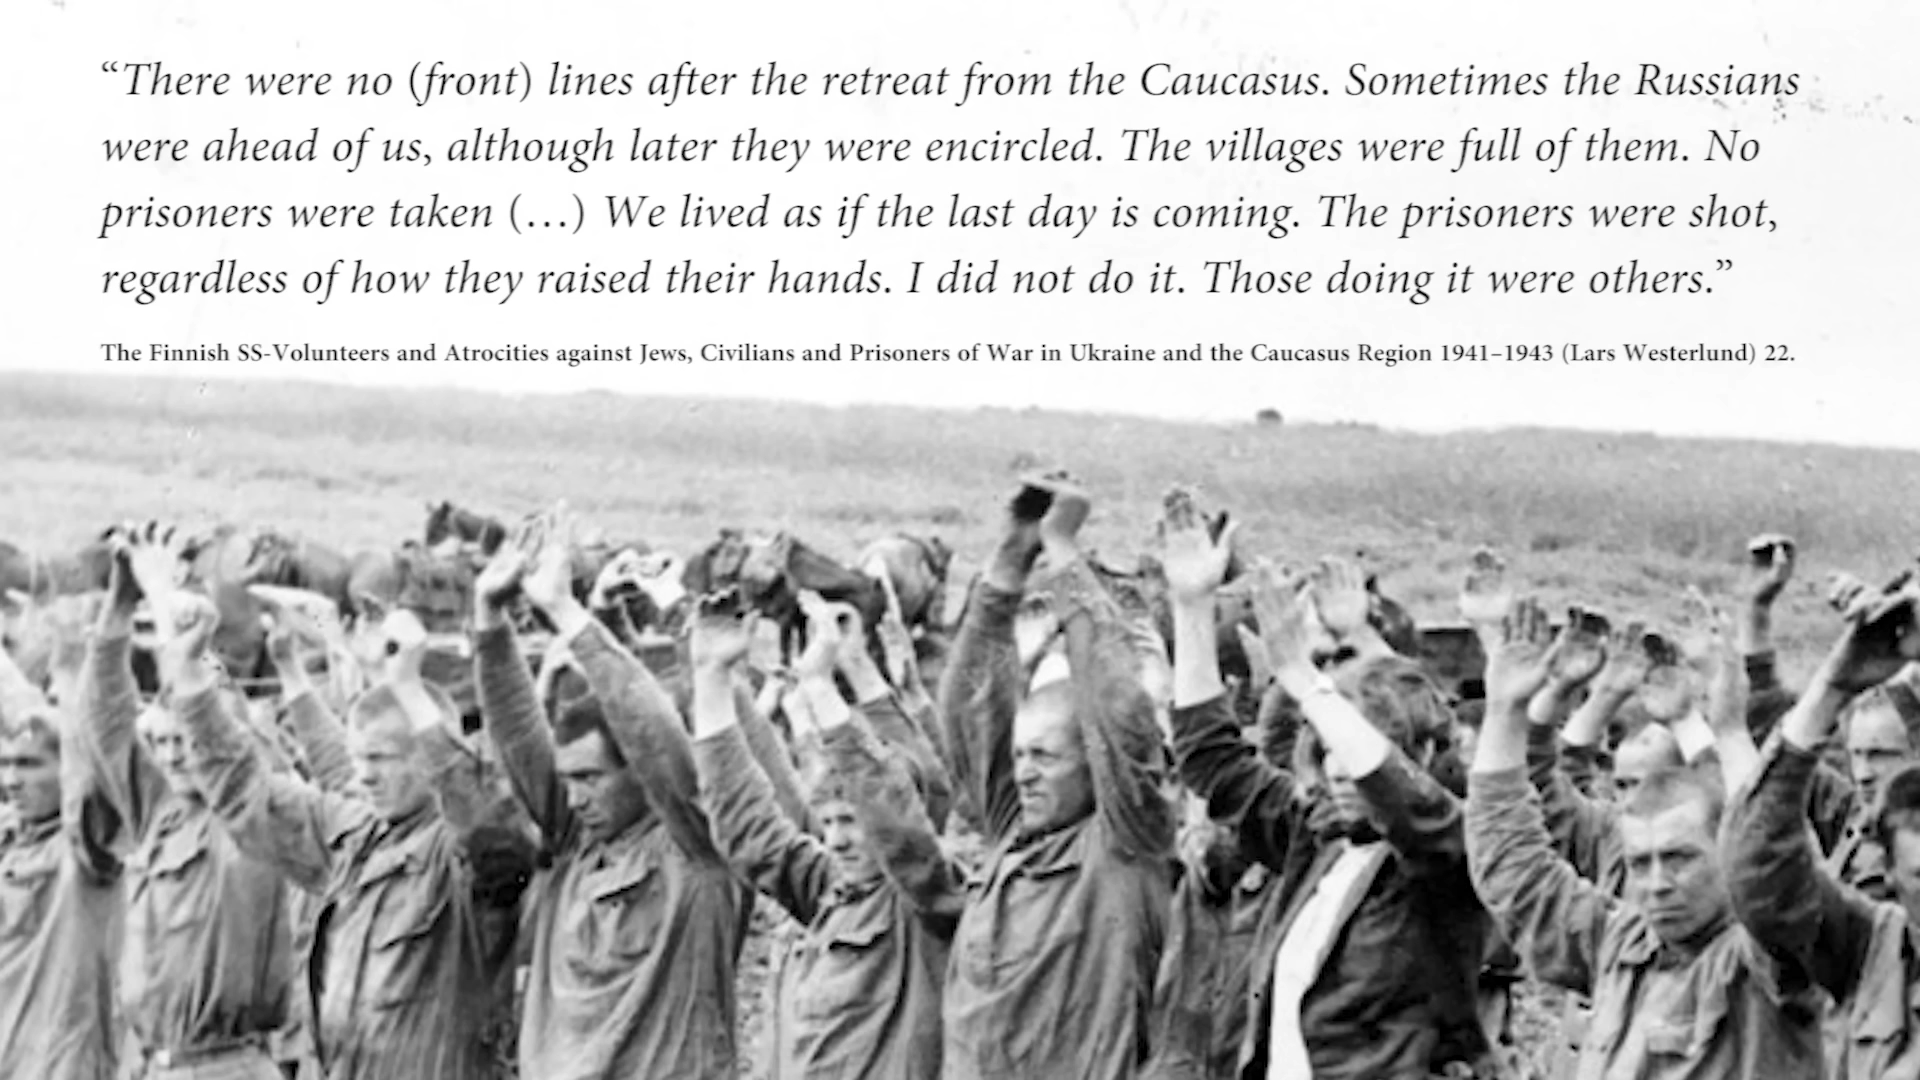 “There were no (front) lines after the retreat from the Caucasus. Sometimes the Russians
were ahead of us, although later they were encircled. The villages were full of them. No
prisoners were taken (…) We lived as if the last day is coming. The prisoners were shot,
regardless of how they raised their hands. I did not do it. Those doing it were others.”
The Finnish SS-Volunteers and Atrocities against Jews, Civilians and Prisoners of War in Ukraine and the Caucasus Region 1941–1943 (Lars Westerlund) 22.